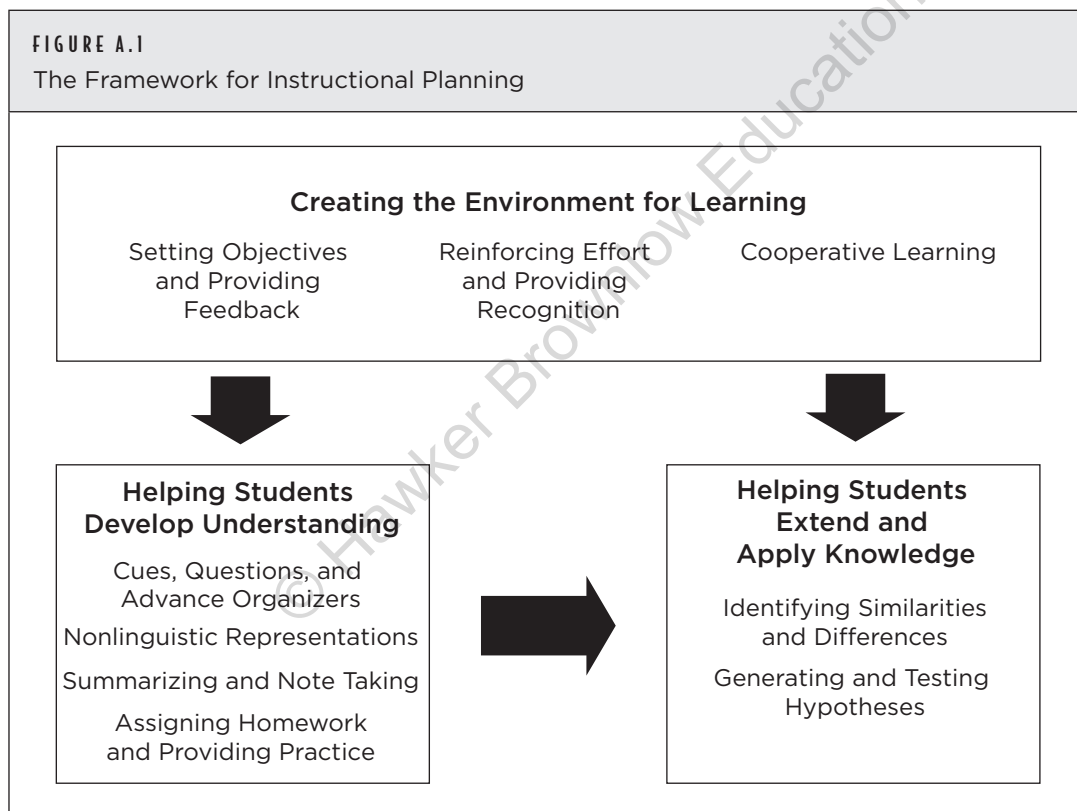 FIGURE A.1
The Framework for Instructional Planning
Creating the Environment for Learning
Setting Objectives
and Providing
Feedback
Reinforcing Effort
and Providing
Recognition
Cooperative Learning
Helping Students
Develop Understanding
Cues, Questions, and
Advance Organizers
Nonlinguistic Representations
Summarizing and Note Taking
Assigning Homework
and Providing Practice
Helping Students
Extend and
Apply Knowledge
Identifying Similarities
and Differences
Generating and Testing
Hypotheses
© Hawker Brownlow Education